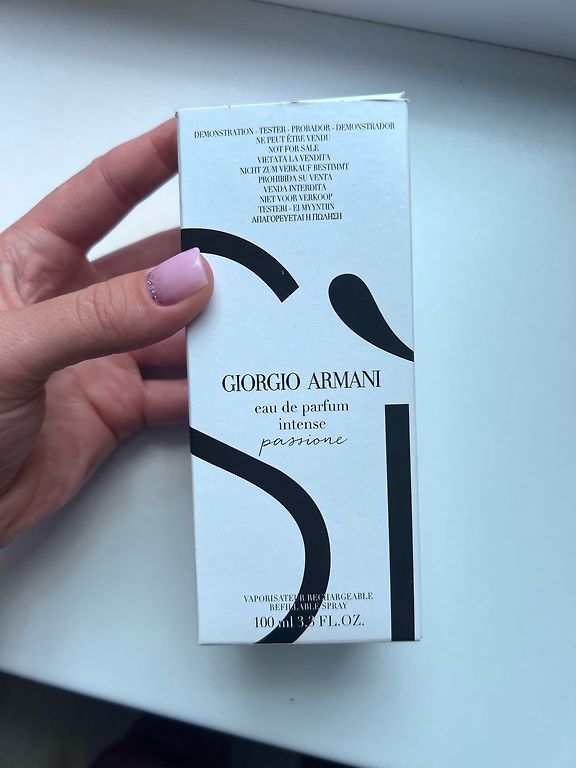 DEMONSTRATION - TESTER - PROBADOR - DEMONSTRADOR
NE PEUT ÊTRE VENDU
NOT FOR SALE
VIETATA LA VENDITA
NICHT ZUM VERKAUF BESTIMMT
PROHIBIDA SU VENTA
VENDA INTERDITA
NIET VOOR VERKOOP
TESTERI - EI MYYNTIIN
ΑΠΑΓΟΡΕΥΕΤΑΙ Η ΠΩΛΗΣΗ
Sì
GIORGIO ARMANI
eau de parfum
intense
passione
VAPORISATEUR RECHARGEABLE
REFILLABLE SPRAY
100 ml 3.3 FL.OZ.